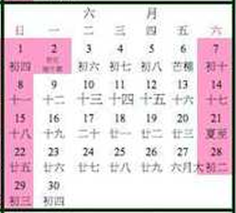 六 月
日 一 二 三 四 五 六
1 2 3 4 5 6 7
初四 初六 初七 初八 芒種 初十
8 9 10 11 12 13 14
十一 十二 十三 十四 十五 十六 十七
15 16 17 18 19 20 21
十八 十九 二十 廿一 廿二 廿三 夏至
22 23 24 25 26 27 28
廿五 廿六 廿七 廿八 廿九 六月大 初二
29 30
初三 初四